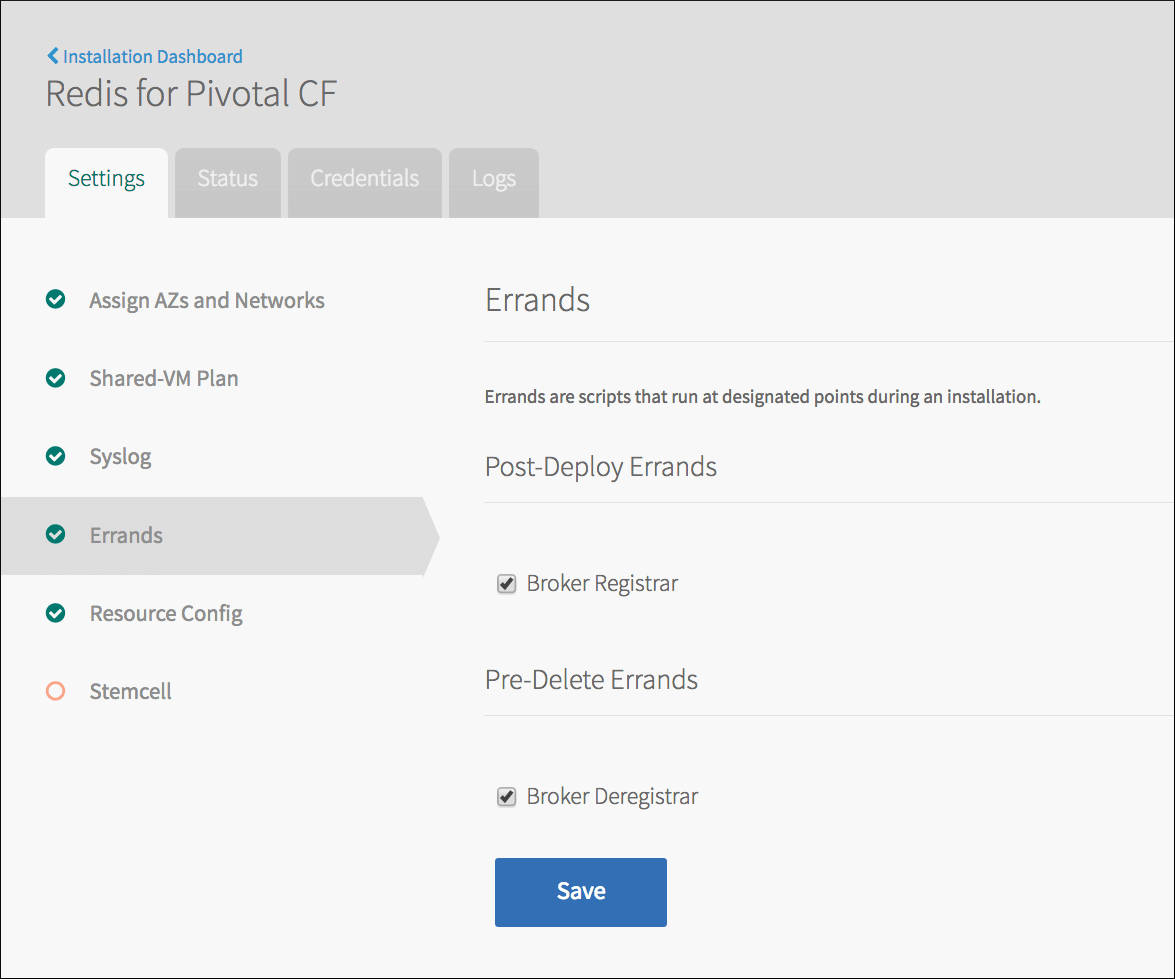 Installation Dashboard
Redis for Pivotal CF
Settings
Status
Credentials
Logs
Assign AZs and Networks
Shared-VM Plan
Syslog
Errands
Resource Config
Stemcell
Errands
Errands are scripts that run at designated points during an installation.
Post-Deploy Errands
Broker Registrar
Pre-Delete Errands
Broker Deregistrar
Save